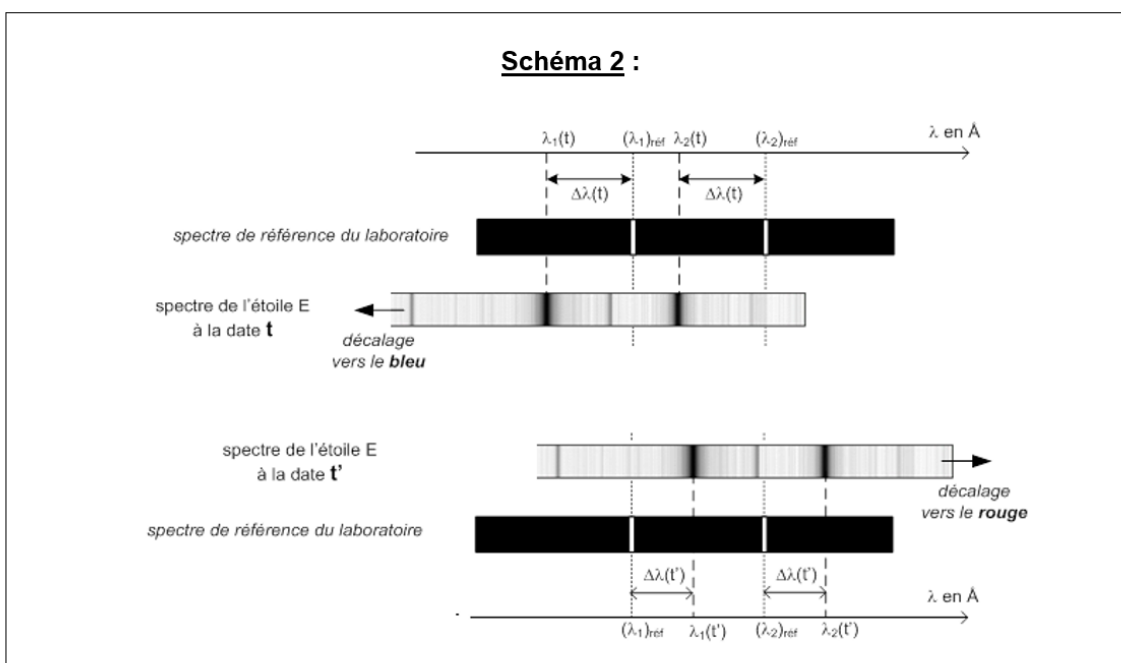 Schéma 2 :
λ₁(t) (λ₁)réf λ₂(t) (λ₂)réf λ en Å
Δλ(t) Δλ(t)
spectre de référence du laboratoire
spectre de l'étoile E
à la date t
décalage
vers le bleu
spectre de l'étoile E
à la date t'
décalage
vers le rouge
spectre de référence du laboratoire
Δλ(t') Δλ(t')
λ en Å
(λ₁)réf λ₁(t') (λ₂)réf λ₂(t')